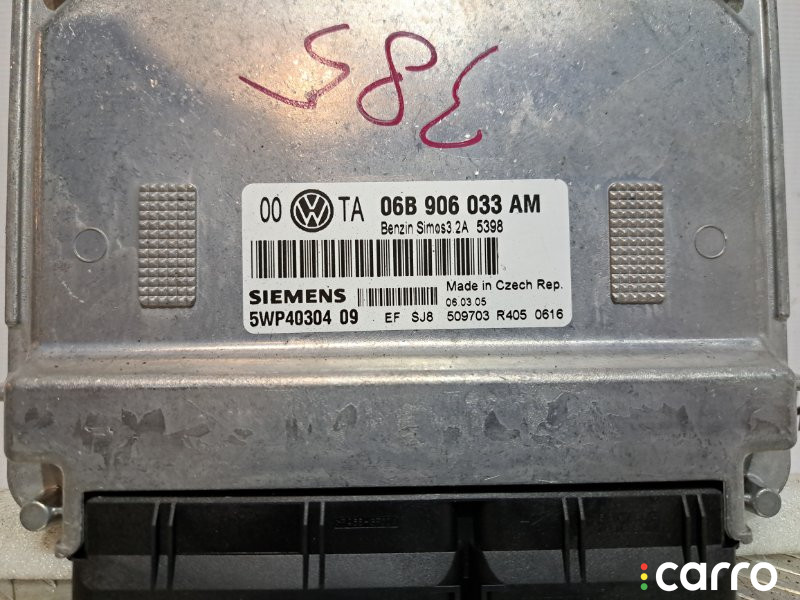 385
00 VW TA 06B 906 033 AM
Benzin Simos3.2A 5398
SIEMENS
Made in Czech Rep.
06.03.05
5WP40304 09 EF SJ8 509703 R405 0616
carro